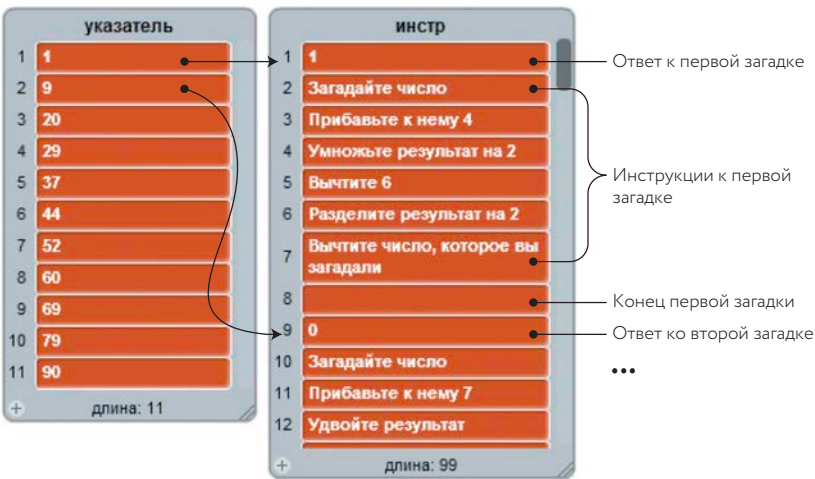 указатель
1 1
2 9
3 20
4 29
5 37
6 44
7 52
8 60
9 69
10 79
11 90
+ длина: 11
инстр
1 1
2 Загадайте число
3 Прибавьте к нему 4
4 Умножьте результат на 2
5 Вычтите 6
6 Разделите результат на 2
7 Вычтите число, которое вы
загадали
8
9 0
10 Загадайте число
11 Прибавьте к нему 7
12 Удвойте результат
+ длина: 99
Ответ к первой загадке
Инструкции к первой
загадке
Конец первой загадки
Ответ ко второй загадке
•••